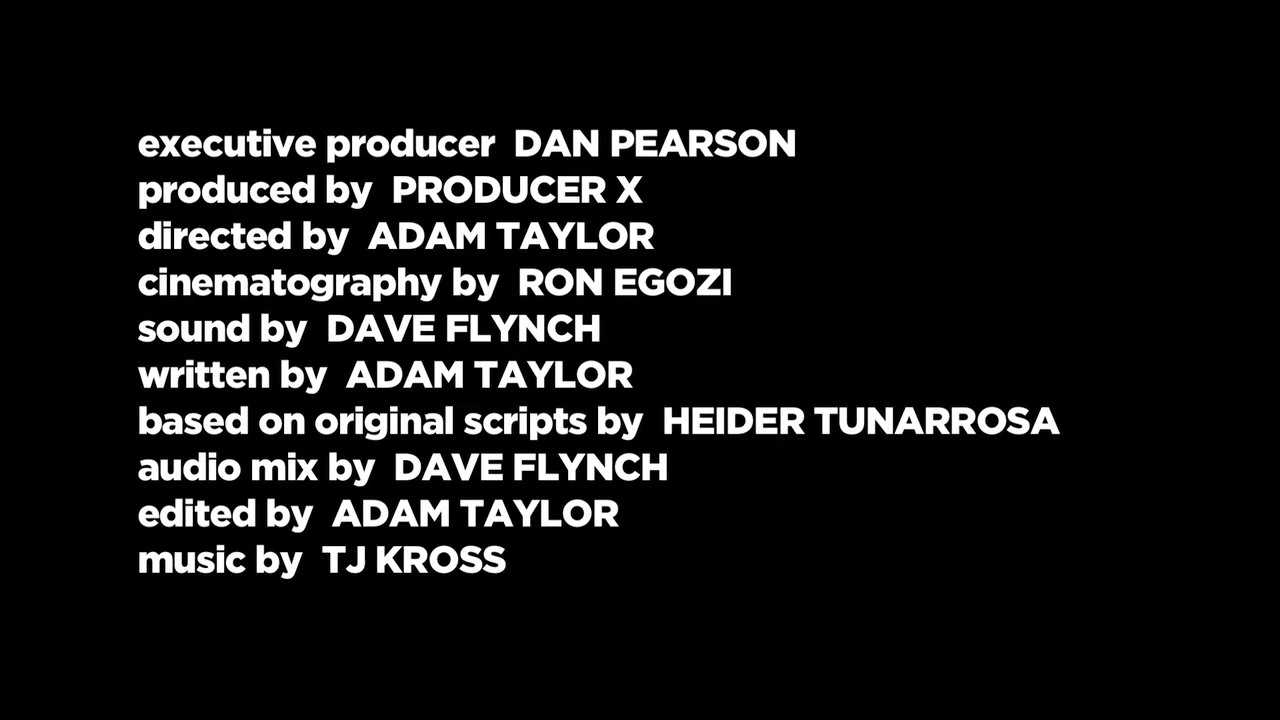 executive producer DAN PEARSON
produced by PRODUCER X
directed by ADAM TAYLOR
cinematography by RON EGOZI
sound by DAVE FLYNCH
written by ADAM TAYLOR
based on original scripts by HEIDER TUNARROSA
audio mix by DAVE FLYNCH
edited by ADAM TAYLOR
music by TJ KROSS